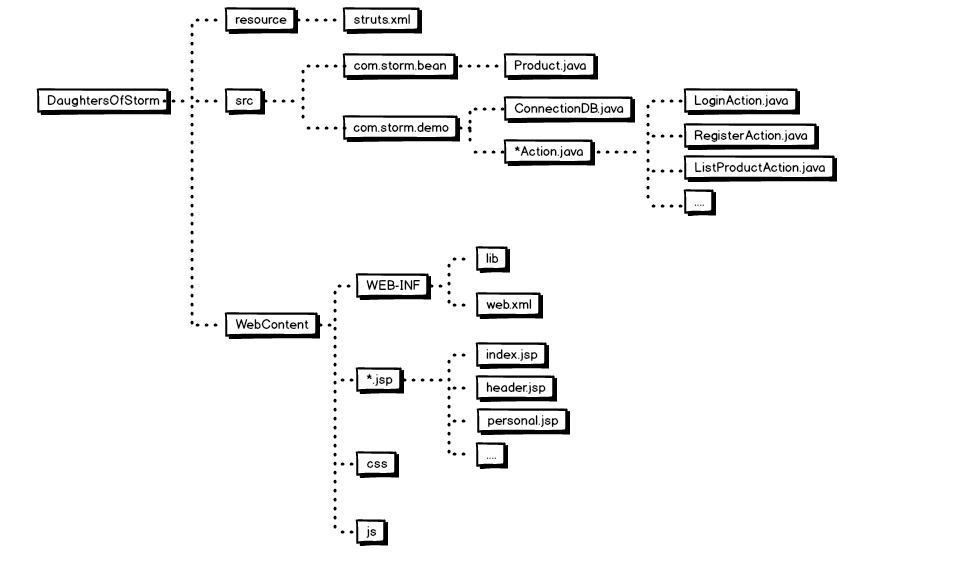 resource
struts.xml
com.storm.bean
Product.java
DaughtersOfStorm
src
LoginAction.java
ConnectionDB.java
com.storm.demo
RegisterAction.java
*Action.java
ListProductAction.java
....
lib
WEB-INF
web.xml
WebContent
index.jsp
*.jsp
header.jsp
personal.jsp
....
css
js